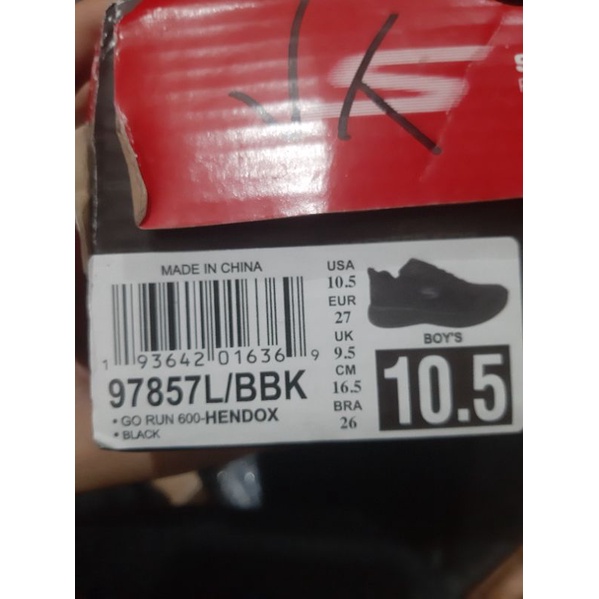 MADE IN CHINA
1 93642 01636 9
97857L/BBK
• GO RUN 600-HENDOX
• BLACK
USA
10.5
EUR
27
UK
9.5
CM
16.5
BRA
26
BOY'S
10.5